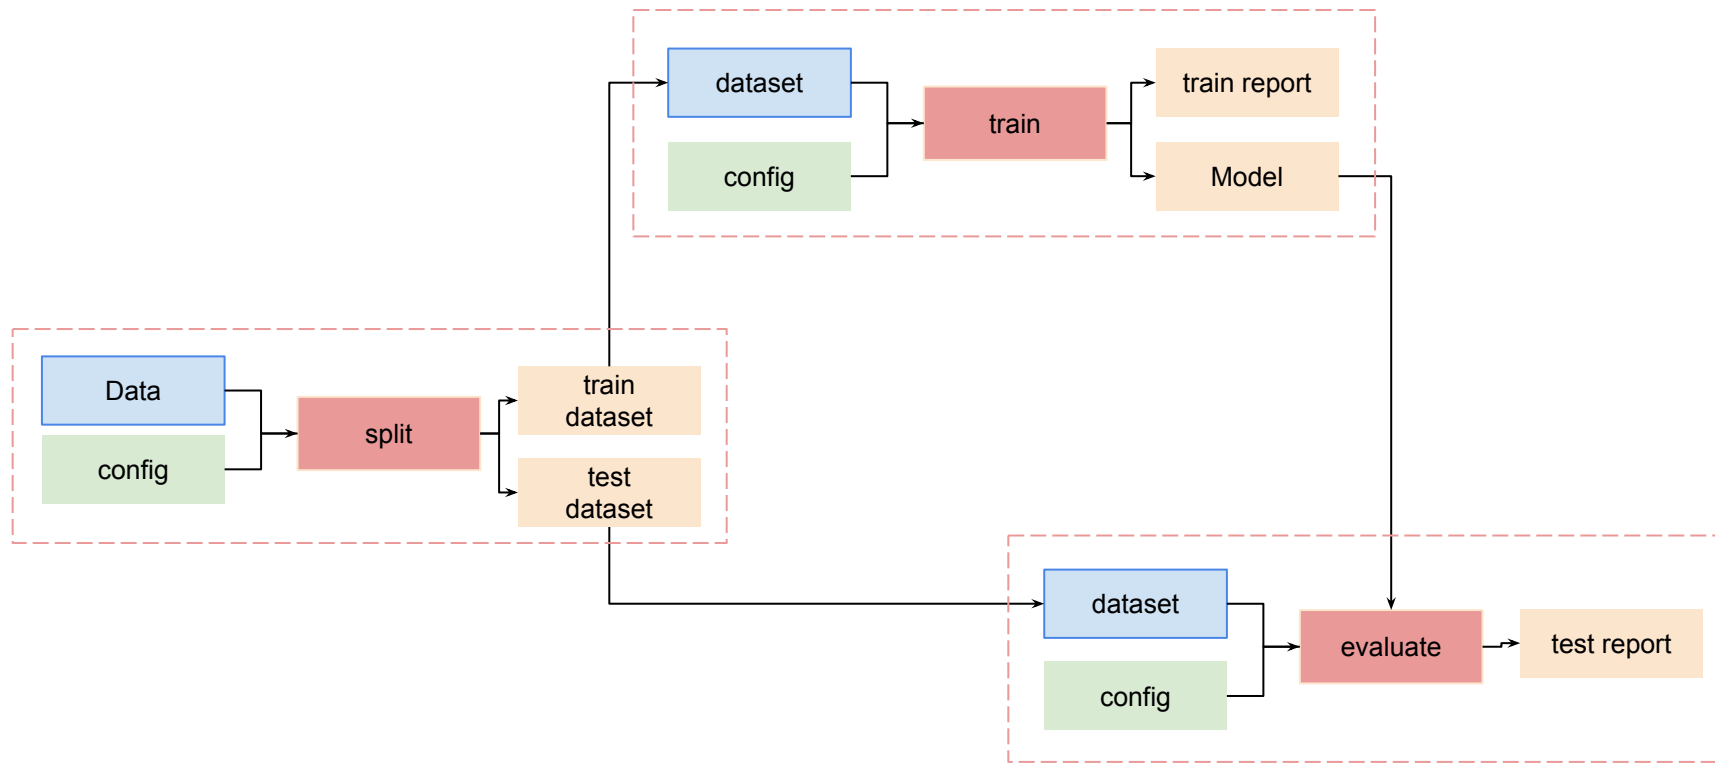 dataset
config
train
train report
Model
Data
config
split
train
dataset
test
dataset
dataset
config
evaluate
test report